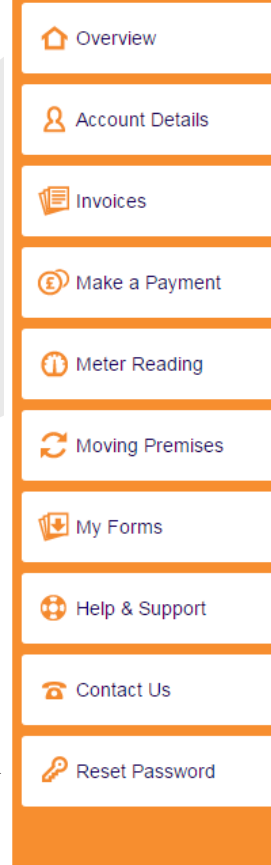 Overview
Account Details
Invoices
Make a Payment
Meter Reading
Moving Premises
My Forms
Help & Support
Contact Us
Reset Password